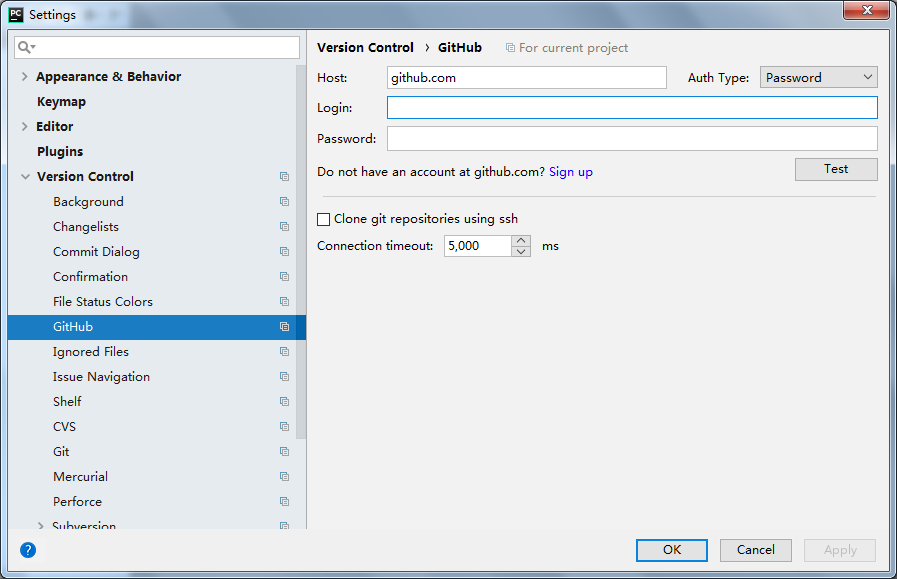 PC Settings
Appearance & Behavior
Keymap
Editor
Plugins
Version Control
Background
Changelists
Commit Dialog
Confirmation
File Status Colors
GitHub
Ignored Files
Issue Navigation
Shelf
CVS
Git
Mercurial
Perforce
Subversion
?
Version Control › GitHub For current project
Host: github.com Auth Type: Password
Login:
Password:
Do not have an account at github.com? Sign up Test
Clone git repositories using ssh
Connection timeout: 5,000 ms
OK Cancel Apply